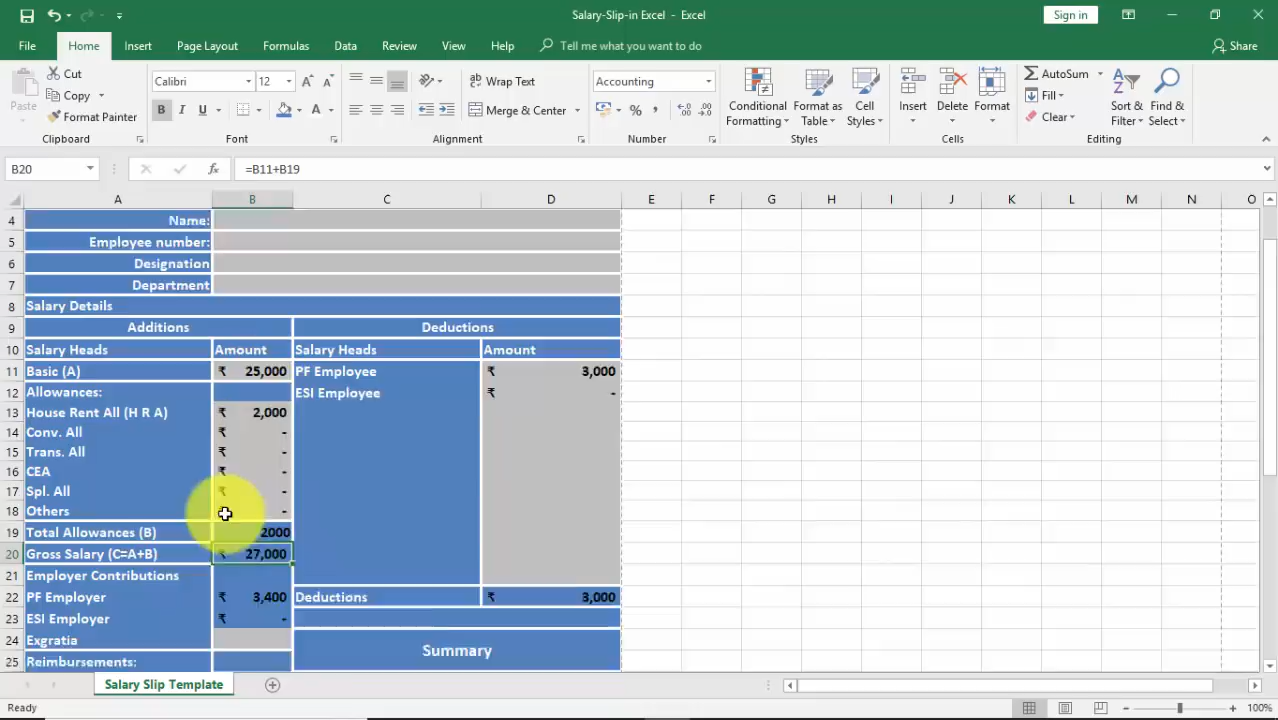 Salary-Slip-in Excel - Excel
Sign in
File Home Insert Page Layout Formulas Data Review View Help Tell me what you want to do Share
Paste
Cut
Copy
Format Painter
Clipboard
Calibri 12
B I U
Font
Wrap Text
Merge & Center
Alignment
Accounting
%
Number
Conditional Formatting
Format as Table
Cell Styles
Styles
Insert
Delete
Format
Cells
AutoSum
Fill
Clear
Sort & Filter
Find & Select
Editing
B20 fx =B11+B19
A B C D E F G H I J K L M N O
4 Name:
5 Employee number:
6 Designation
7 Department
8 Salary Details
9 Additions Deductions
10 Salary Heads Amount Salary Heads Amount
11 Basic (A) ₹ 25,000 PF Employee ₹ 3,000
12 Allowances: ESI Employee ₹ -
13 House Rent All (H R A) ₹ 2,000
14 Conv. All ₹ -
15 Trans. All ₹ -
16 CEA ₹ -
17 Spl. All ₹ -
18 Others -
19 Total Allowances (B) 2000
20 Gross Salary (C=A+B) ₹ 27,000
21 Employer Contributions
22 PF Employer ₹ 3,400 Deductions ₹ 3,000
23 ESI Employer ₹ -
24 Exgratia Summary
25 Reimbursements:
Salary Slip Template
Ready
100%